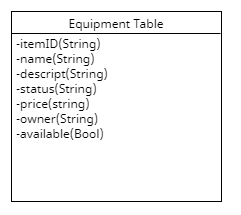 Equipment Table
-itemID(String)
-name(String)
-descript(String)
-status(String)
-price(string)
-owner(String)
-available(Bool)